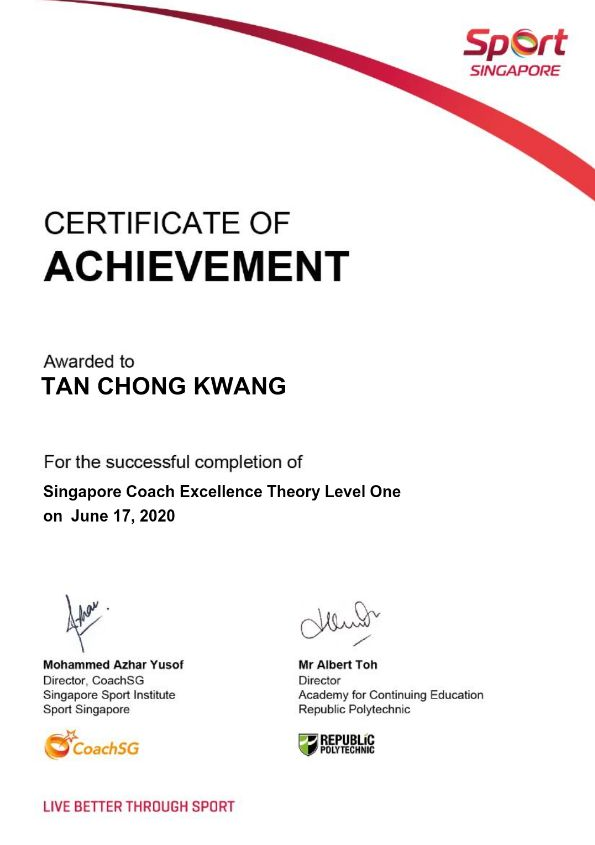 Sport
SINGAPORE
CERTIFICATE OF
ACHIEVEMENT
Awarded to
TAN CHONG KWANG
For the successful completion of
Singapore Coach Excellence Theory Level One
on June 17, 2020
Azhar
Mohammed Azhar Yusof
Director, CoachSG
Singapore Sport Institute
Sport Singapore
CoachSG
Mr Albert Toh
Director
Academy for Continuing Education
Republic Polytechnic
REPUBLIC
POLYTECHNIC
LIVE BETTER THROUGH SPORT